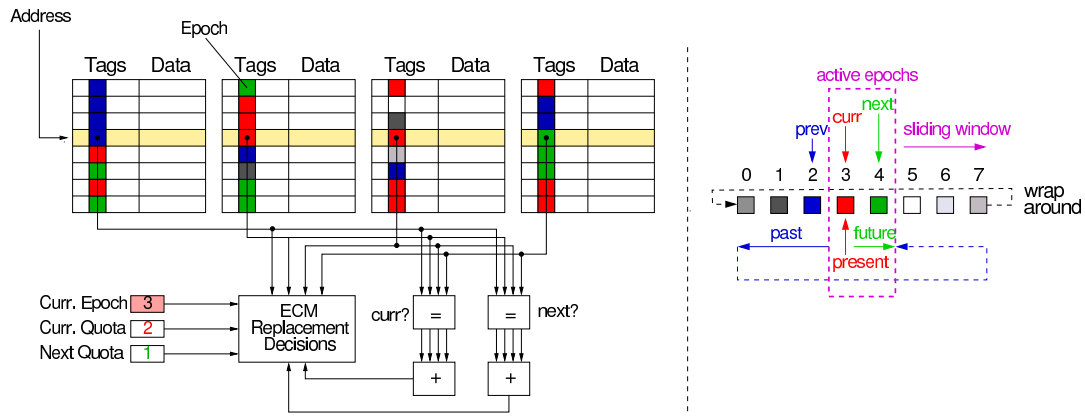 Address
Epoch
Tags Data Tags Data Tags Data Tags Data
Curr. Epoch 3
Curr. Quota 2
Next Quota 1
ECM
Replacement
Decisions
curr? = = next?
+ +
active epochs
next
curr
prev
sliding window
0 1 2 3 4 5 6 7
wrap
around
past
future
present